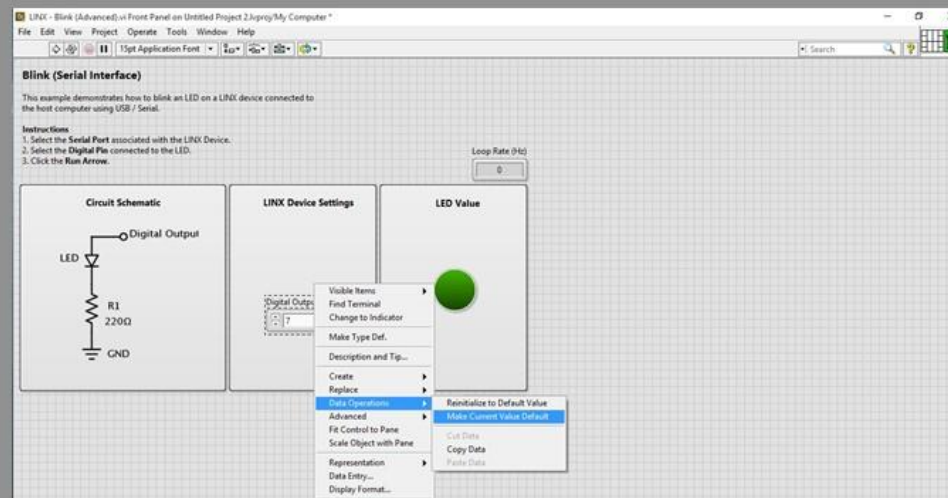 LINX - Blink (Advanced).vi Front Panel on Untitled Project 2.lvproj/My Computer *
File Edit View Project Operate Tools Window Help
15pt Application Font
Search
Blink (Serial Interface)
This example demonstrates how to blink an LED on a LINX device connected to
the host computer using USB / Serial.
Instructions
1. Select the Serial Port associated with the LINX Device.
2. Select the Digital Pin connected to the LED.
3. Click the Run Arrow.
Loop Rate (Hz)
0
Circuit Schematic
Digital Output
LED
R1
220Ω
GND
LINX Device Settings
Digital Outpu
7
LED Value
Visible Items
Find Terminal
Change to Indicator
Make Type Def.
Description and Tip...
Create
Replace
Data Operations
Advanced
Fit Control to Pane
Scale Object with Pane
Representation
Data Entry...
Display Format...
Reinitialize to Default Value
Make Current Value Default
Cut Data
Copy Data
Paste Data